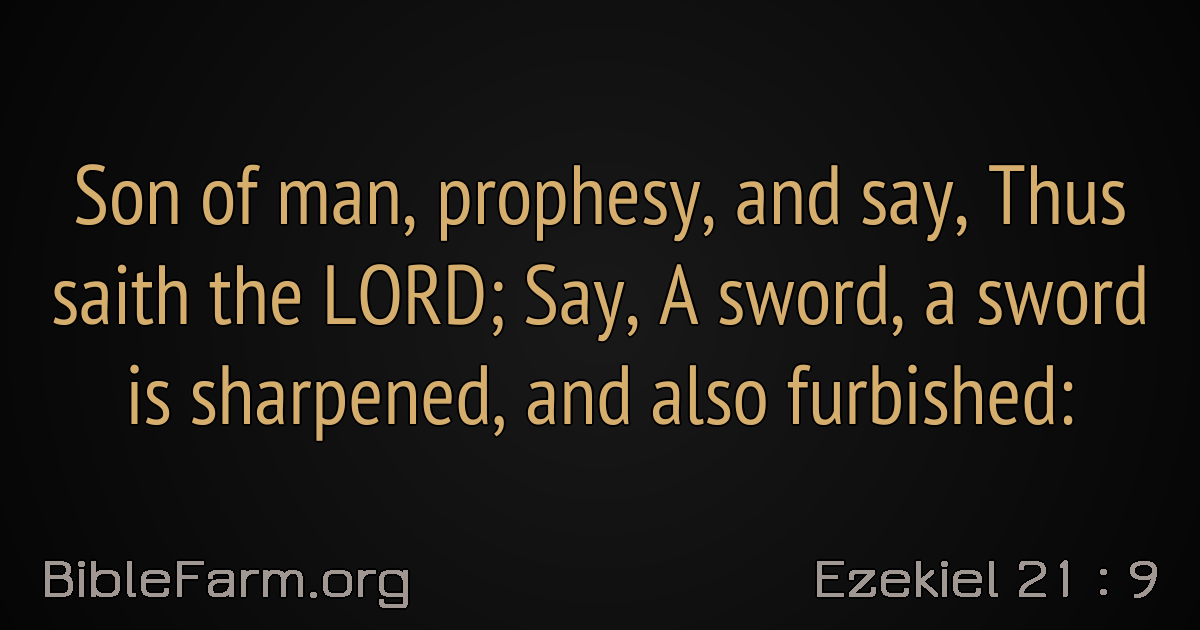 Son of man, prophesy, and say, Thus
saith the LORD; Say, A sword, a sword
is sharpened, and also furbished:
BibleFarm.org
Ezekiel 21 : 9